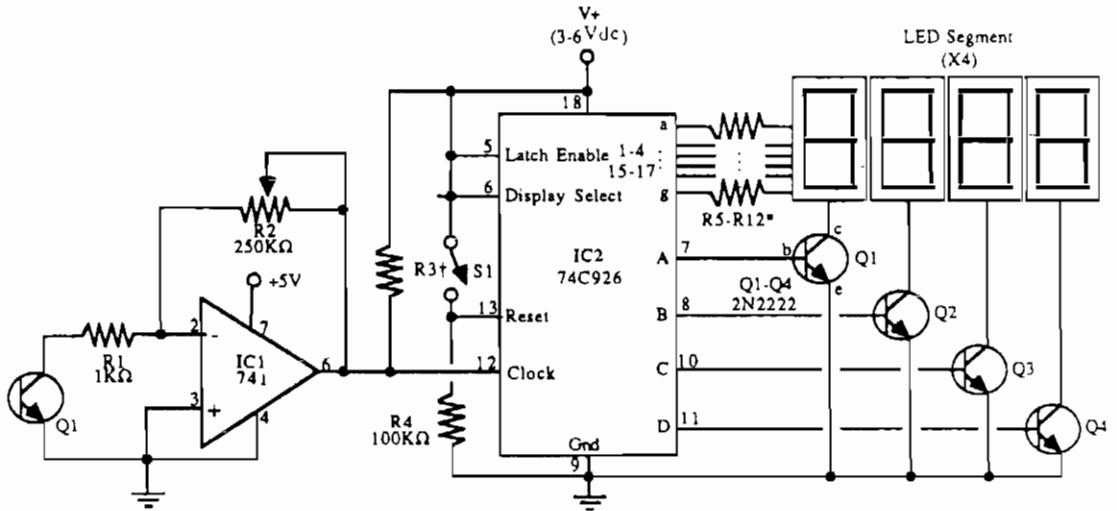 V+
(3-6Vdc)
LED Segment
(X4)
18
a
5
Latch Enable
1-4
6
Display Select
15-17
g
R5-R12*
R2
250KΩ
+5V
R3†
S1
IC2
74C926
A
7
b
c
Q1
e
Q1-Q4
2N2222
13
Reset
B
8
Q2
R1
1KΩ
2
-
7
IC1
741
6
12
Clock
C
10
Q3
3
+
4
Q1
R4
100KΩ
D
11
Q4
Gnd
9